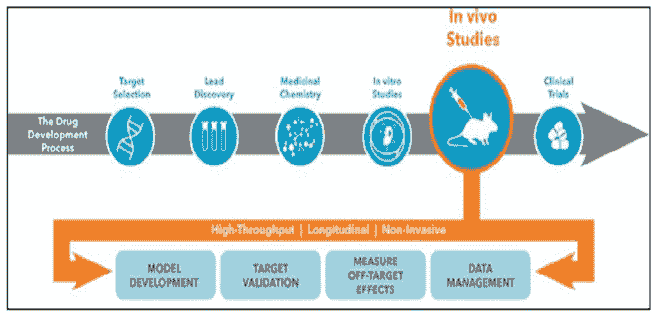 In vivo
Studies
Target
Selection
Lead
Discovery
Medicinal
Chemistry
In vitro
Studies
Clinical
Trials
The Drug
Development
Process
High-Throughput | Longitudinal | Non-Invasive
MODEL
DEVELOPMENT
TARGET
VALIDATION
MEASURE
OFF-TARGET
EFFECTS
DATA
MANAGEMENT